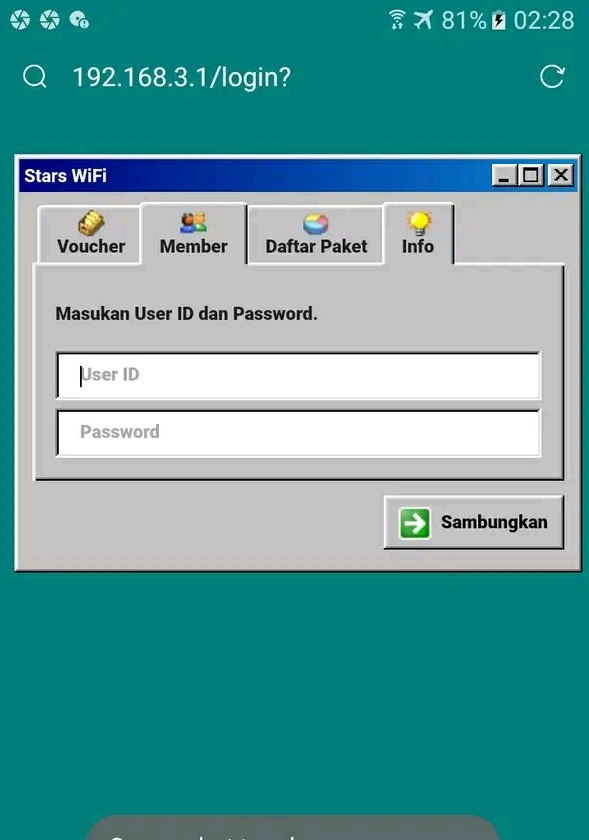 81% 02:28
192.168.3.1/login?
Stars WiFi
Voucher Member Daftar Paket Info
Masukan User ID dan Password.
User ID
Password
Sambungkan